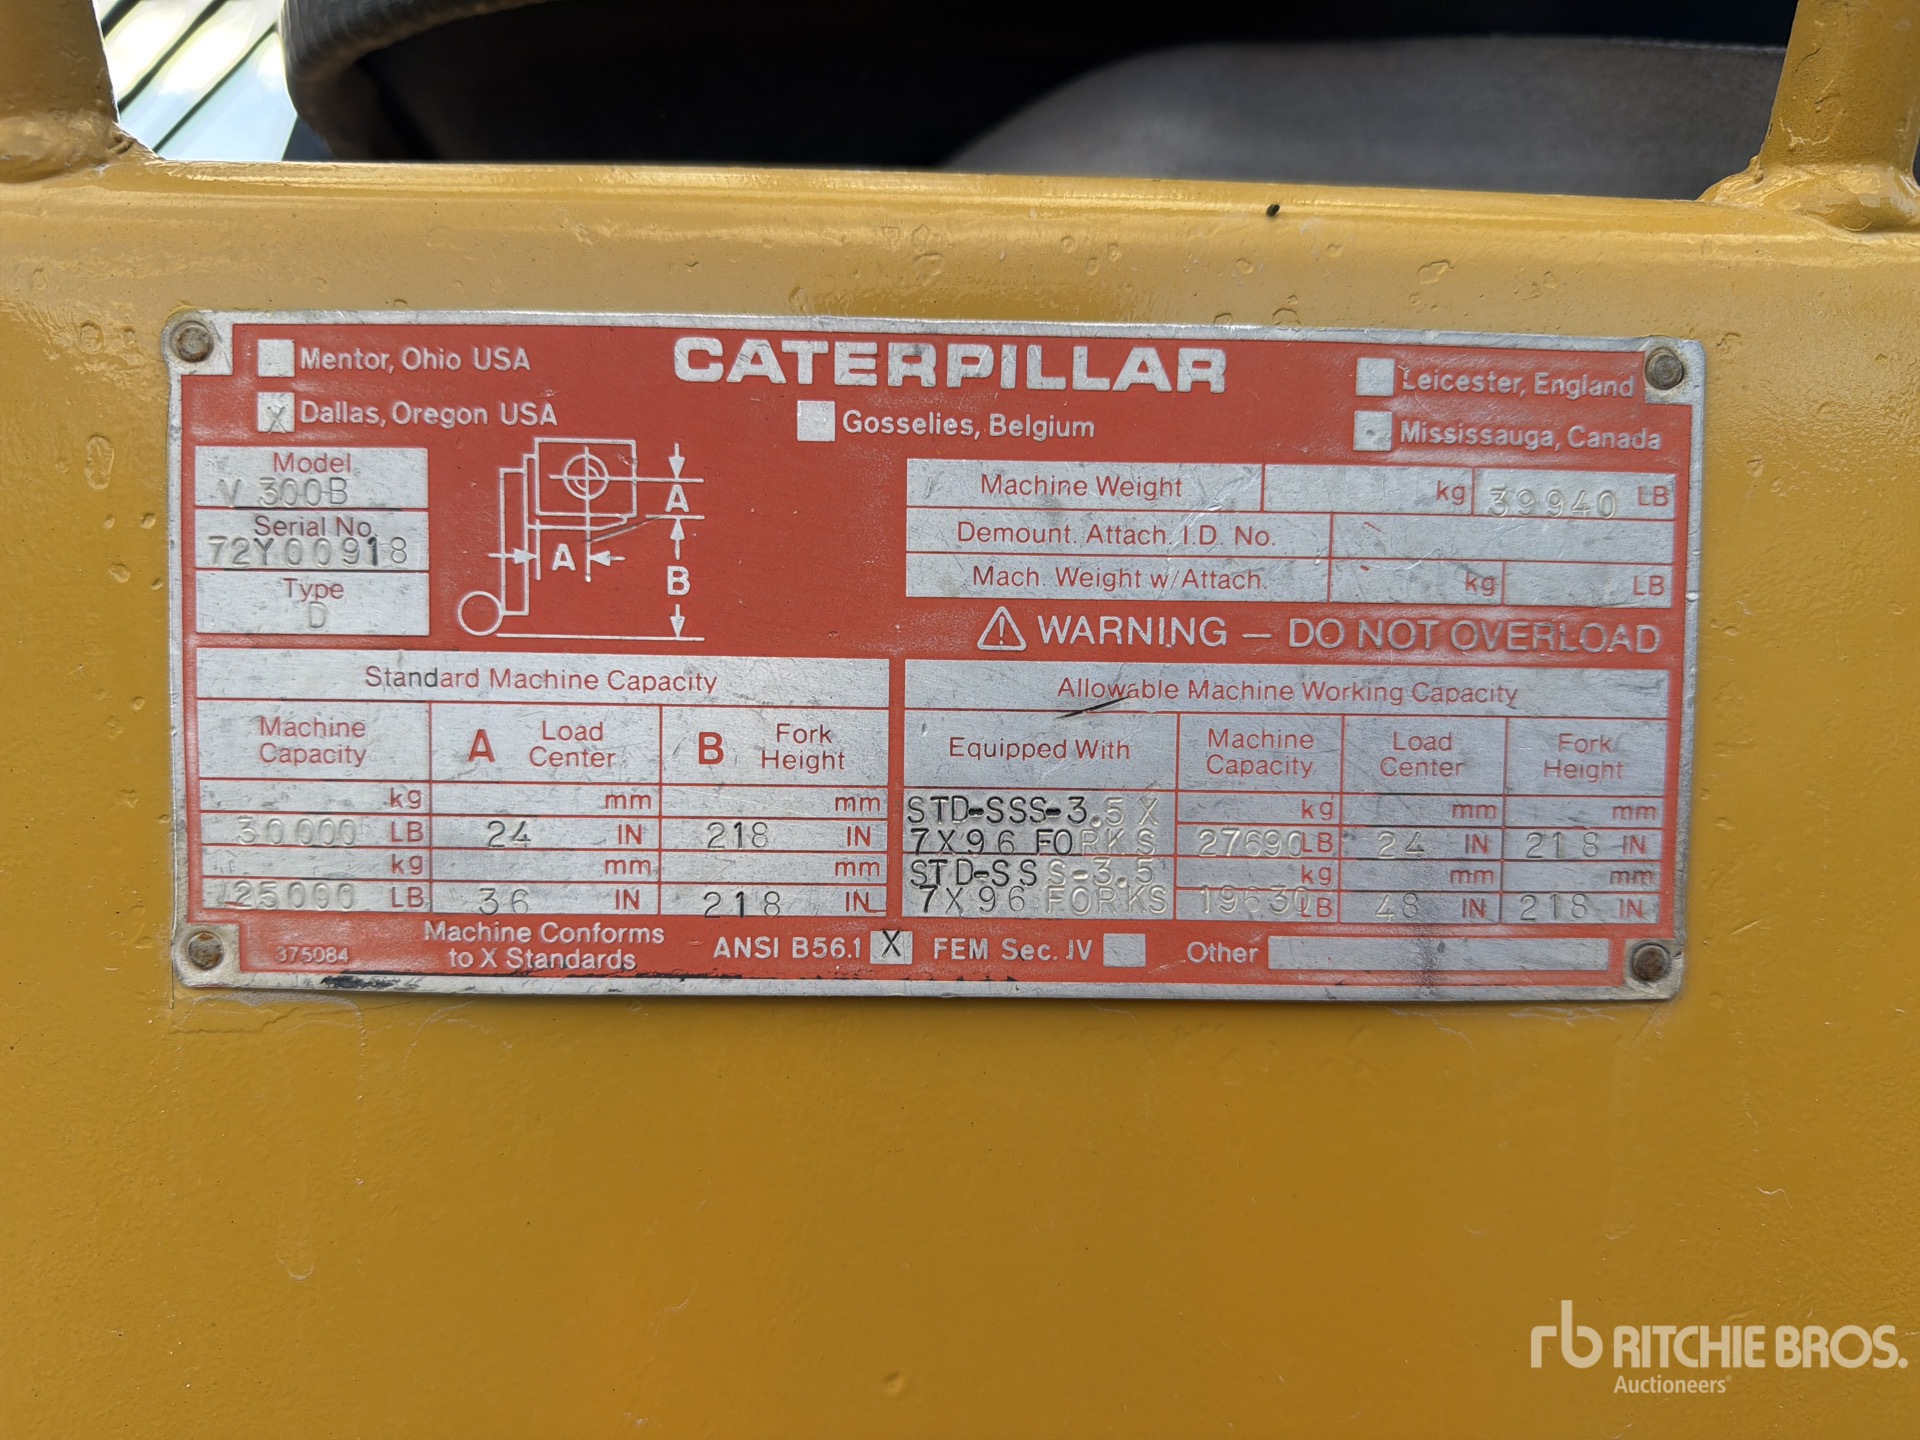 Mentor, Ohio USA
CATERPILLAR
Leicester, England
X Dallas, Oregon USA
Gosselies, Belgium
Mississauga, Canada
Model
V 300B
Serial No.
72Y00918
Type
D
A
A
B
Machine Weight kg 39940 LB
Demount. Attach. I.D. No.
Mach. Weight w/Attach. kg LB
WARNING — DO NOT OVERLOAD
Standard Machine Capacity
Machine Capacity
A Load Center
B Fork Height
kg mm mm
30000 LB 24 IN 218 IN
kg mm mm
25000 LB 36 IN 218 IN
Allowable Machine Working Capacity
Equipped With
Machine Capacity
Load Center
Fork Height
STD-SSS-3.5 X kg mm mm
7X96 FORKS 27690 LB 24 IN 218 IN
STD-SSS-3.5 kg mm mm
7X96 FORKS 19630 LB 48 IN 218 IN
375084
Machine Conforms
to X Standards
ANSI B56.1 X FEM Sec. IV Other
rb RITCHIE BROS.
Auctioneers